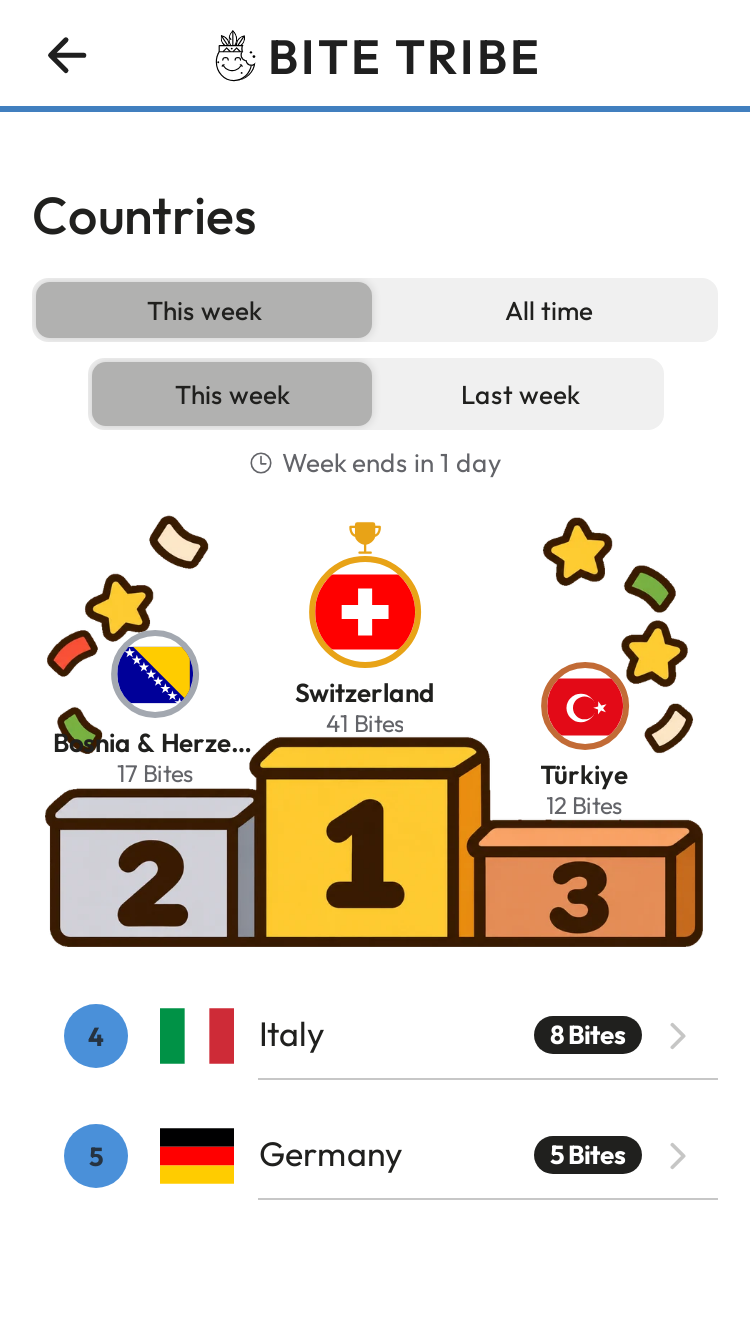 BITE TRIBE
Countries
This week All time
This week Last week
Week ends in 1 day
Switzerland
41 Bites
Bosnia & Herze...
17 Bites
Türkiye
12 Bites
2 1 3
4 Italy 8 Bites
5 Germany 5 Bites